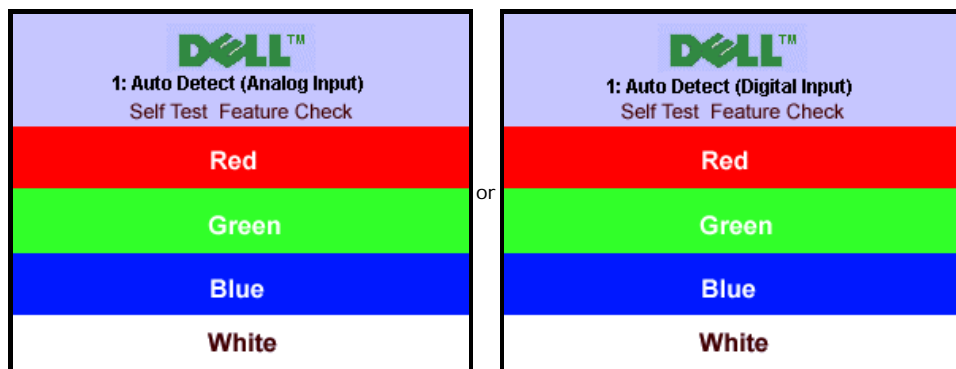 DELL™
1: Auto Detect (Analog Input)
Self Test Feature Check
Red
Green
Blue
White
or
DELL™
1: Auto Detect (Digital Input)
Self Test Feature Check
Red
Green
Blue
White